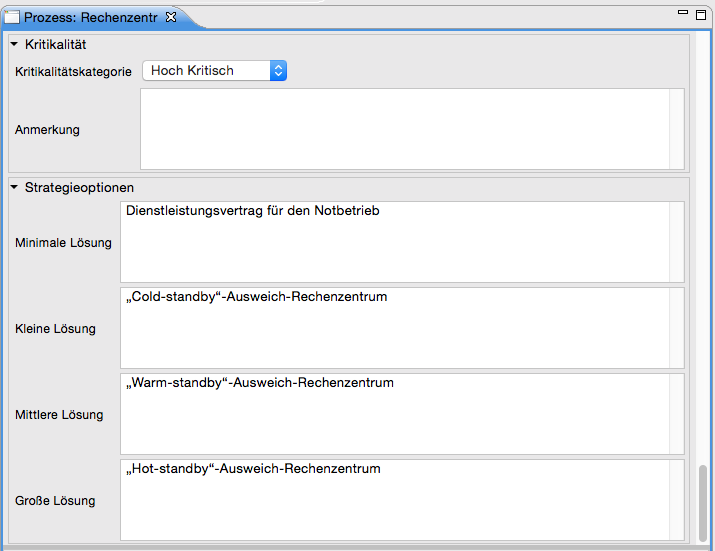 Prozess: Rechenzentr
Kritikalität
Kritikalitätskategorie
Hoch Kritisch
Anmerkung
Strategieoptionen
Minimale Lösung
Dienstleistungsvertrag für den Notbetrieb
Kleine Lösung
„Cold-standby“-Ausweich-Rechenzentrum
Mittlere Lösung
„Warm-standby“-Ausweich-Rechenzentrum
Große Lösung
„Hot-standby“-Ausweich-Rechenzentrum